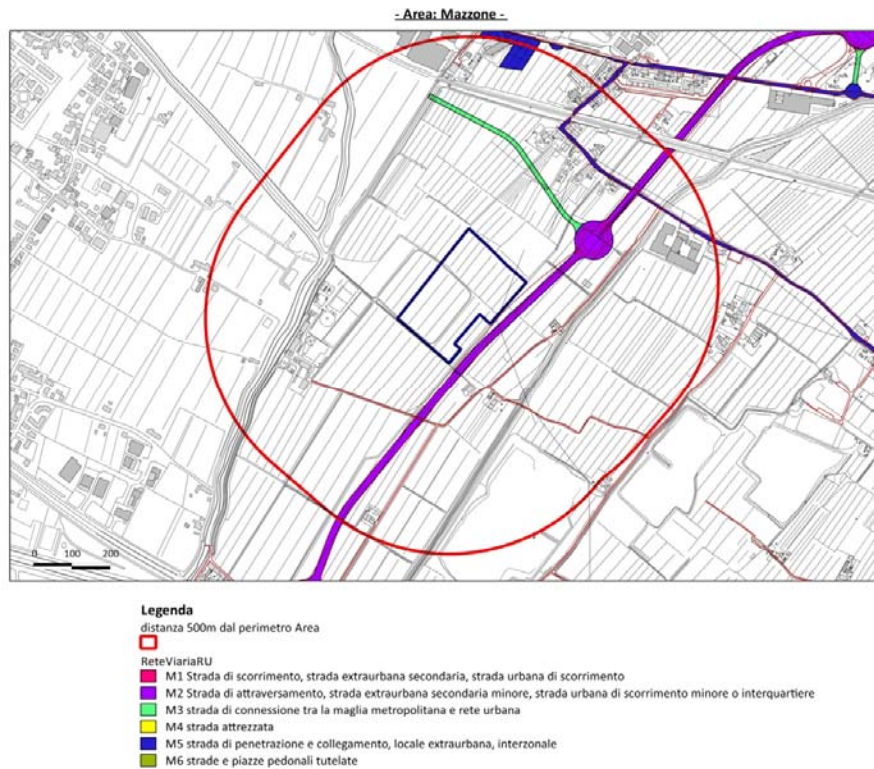 - Area: Mazzone -
0 100 200
Legenda
distanza 500m dal perimetro Area
ReteViariaRU
M1 Strada di scorrimento, strada extraurbana secondaria, strada urbana di scorrimento
M2 Strada di attraversamento, strada extraurbana secondaria minore, strada urbana di scorrimento minore o interquartiere
M3 strada di connessione tra la maglia metropolitana e rete urbana
M4 strada attrezzata
M5 strada di penetrazione e collegamento, locale extraurbana, interzonale
M6 strade e piazze pedonali tutelate